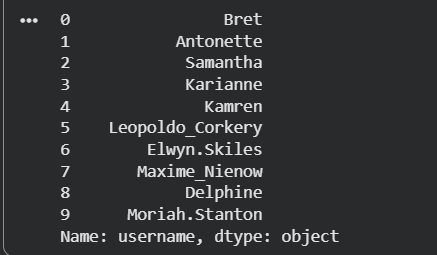 0 Bret
1 Antonette
2 Samantha
3 Karianne
4 Kamren
5 Leopoldo_Corkery
6 Elwyn.Skiles
7 Maxime_Nienow
8 Delphine
9 Moriah.Stanton
Name: username, dtype: object